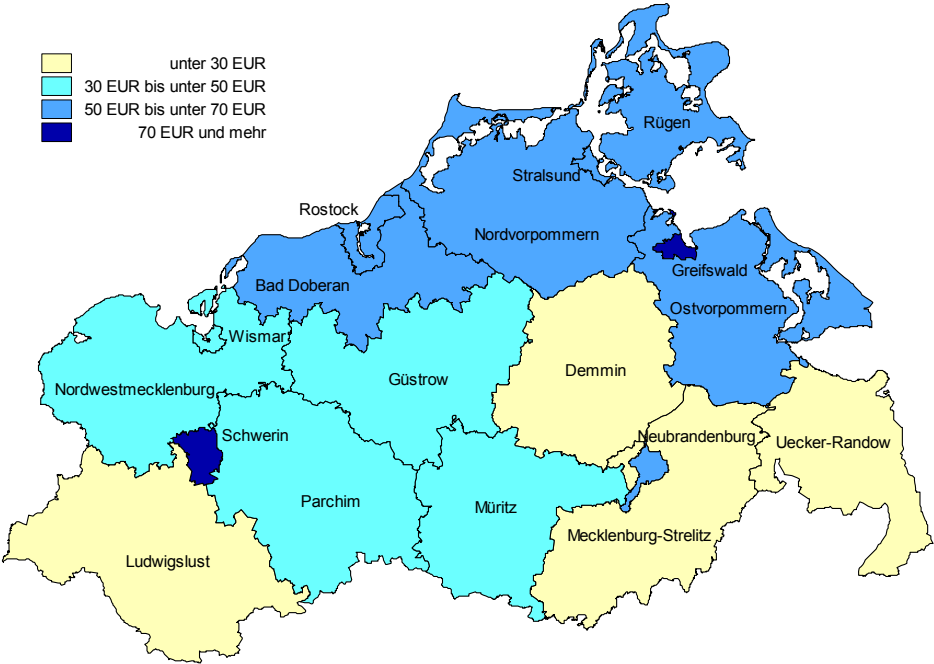 unter 30 EUR
30 EUR bis unter 50 EUR
50 EUR bis unter 70 EUR
70 EUR und mehr
Rügen
Stralsund
Rostock
Nordvorpommern
Greifswald
Bad Doberan
Ostvorpommern
Wismar
Demmin
Güstrow
Nordwestmecklenburg
Schwerin
Neubrandenburg
Uecker-Randow
Parchim
Müritz
Mecklenburg-Strelitz
Ludwigslust